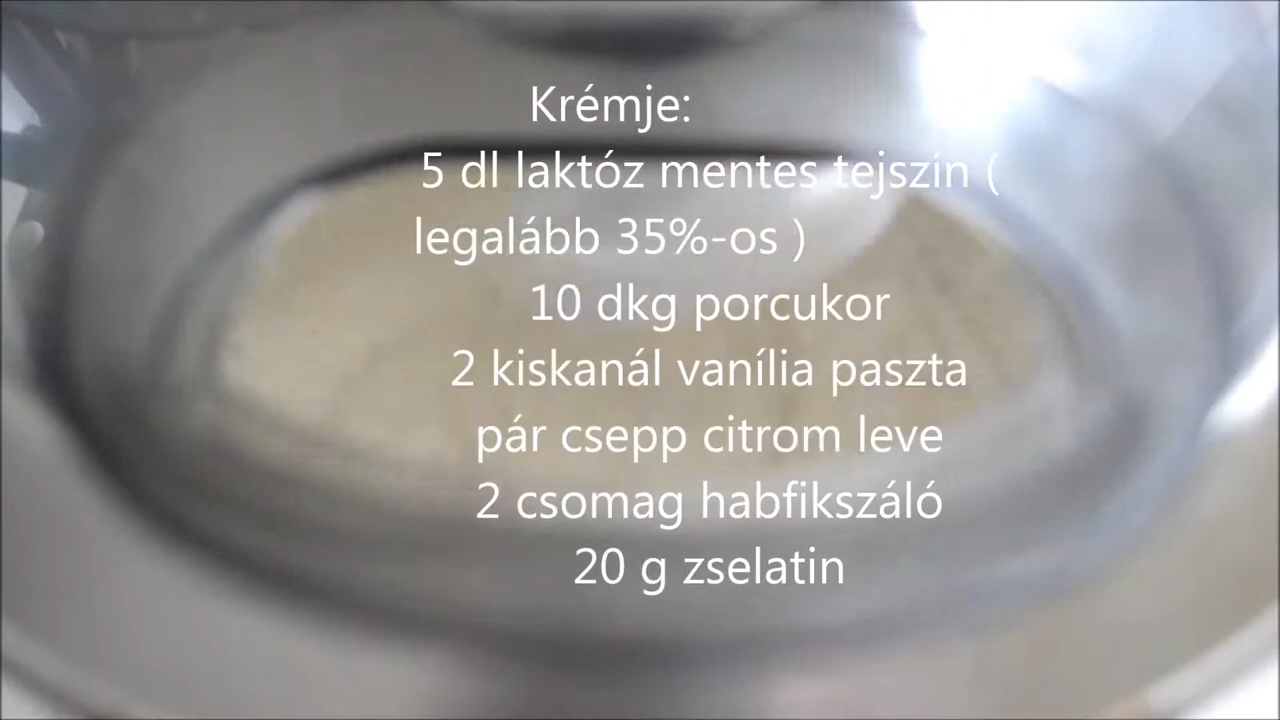 Krémje:
5 dl laktóz mentes tejszín (
legalább 35%-os )
10 dkg porcukor
2 kiskanál vanília paszta
pár csepp citrom leve
2 csomag habfikszáló
20 g zselatin